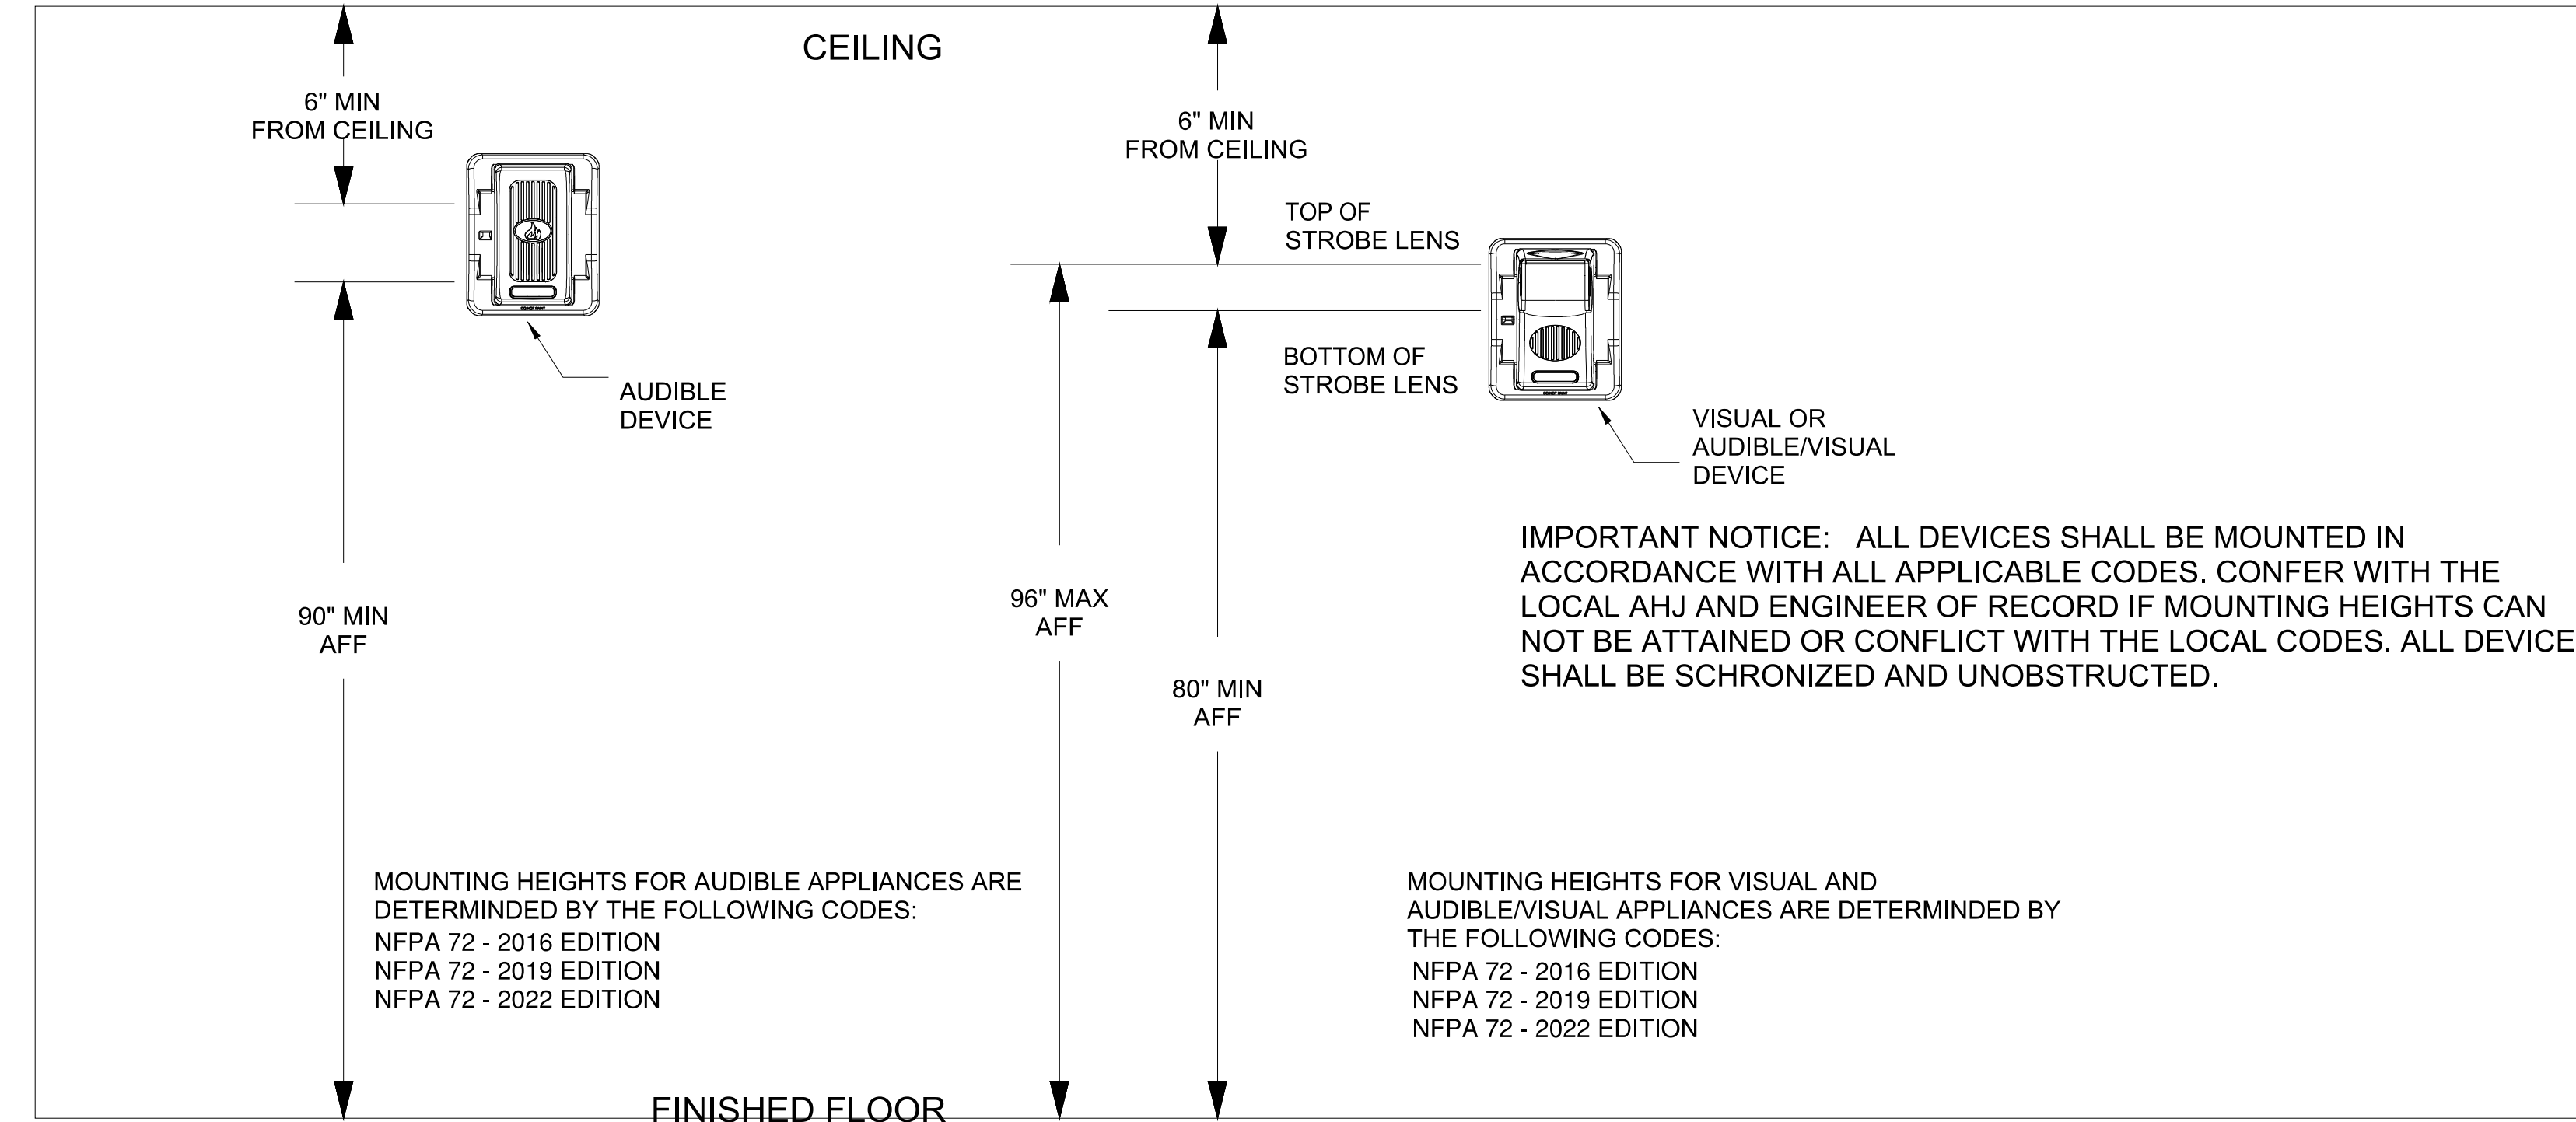 CEILING
6" MIN
FROM CEILING
6" MIN
FROM CEILING
TOP OF
STROBE LENS
BOTTOM OF
STROBE LENS
DO NOT PAINT
DO NOT PAINT
AUDIBLE
DEVICE
VISUAL OR
AUDIBLE/VISUAL
DEVICE
IMPORTANT NOTICE:   ALL DEVICES SHALL BE MOUNTED IN
ACCORDANCE WITH ALL APPLICABLE CODES. CONFER WITH THE
LOCAL AHJ AND ENGINEER OF RECORD IF MOUNTING HEIGHTS CAN
NOT BE ATTAINED OR CONFLICT WITH THE LOCAL CODES. ALL DEVICE
SHALL BE SCHRONIZED AND UNOBSTRUCTED.
90" MIN
AFF
96" MAX
AFF
80" MIN
AFF
MOUNTING HEIGHTS FOR AUDIBLE APPLIANCES ARE
DETERMINDED BY THE FOLLOWING CODES:
NFPA 72 - 2016 EDITION
NFPA 72 - 2019 EDITION
NFPA 72 - 2022 EDITION
MOUNTING HEIGHTS FOR VISUAL AND
AUDIBLE/VISUAL APPLIANCES ARE DETERMINDED BY
THE FOLLOWING CODES:
NFPA 72 - 2016 EDITION
NFPA 72 - 2019 EDITION
NFPA 72 - 2022 EDITION
FINISHED FLOOR